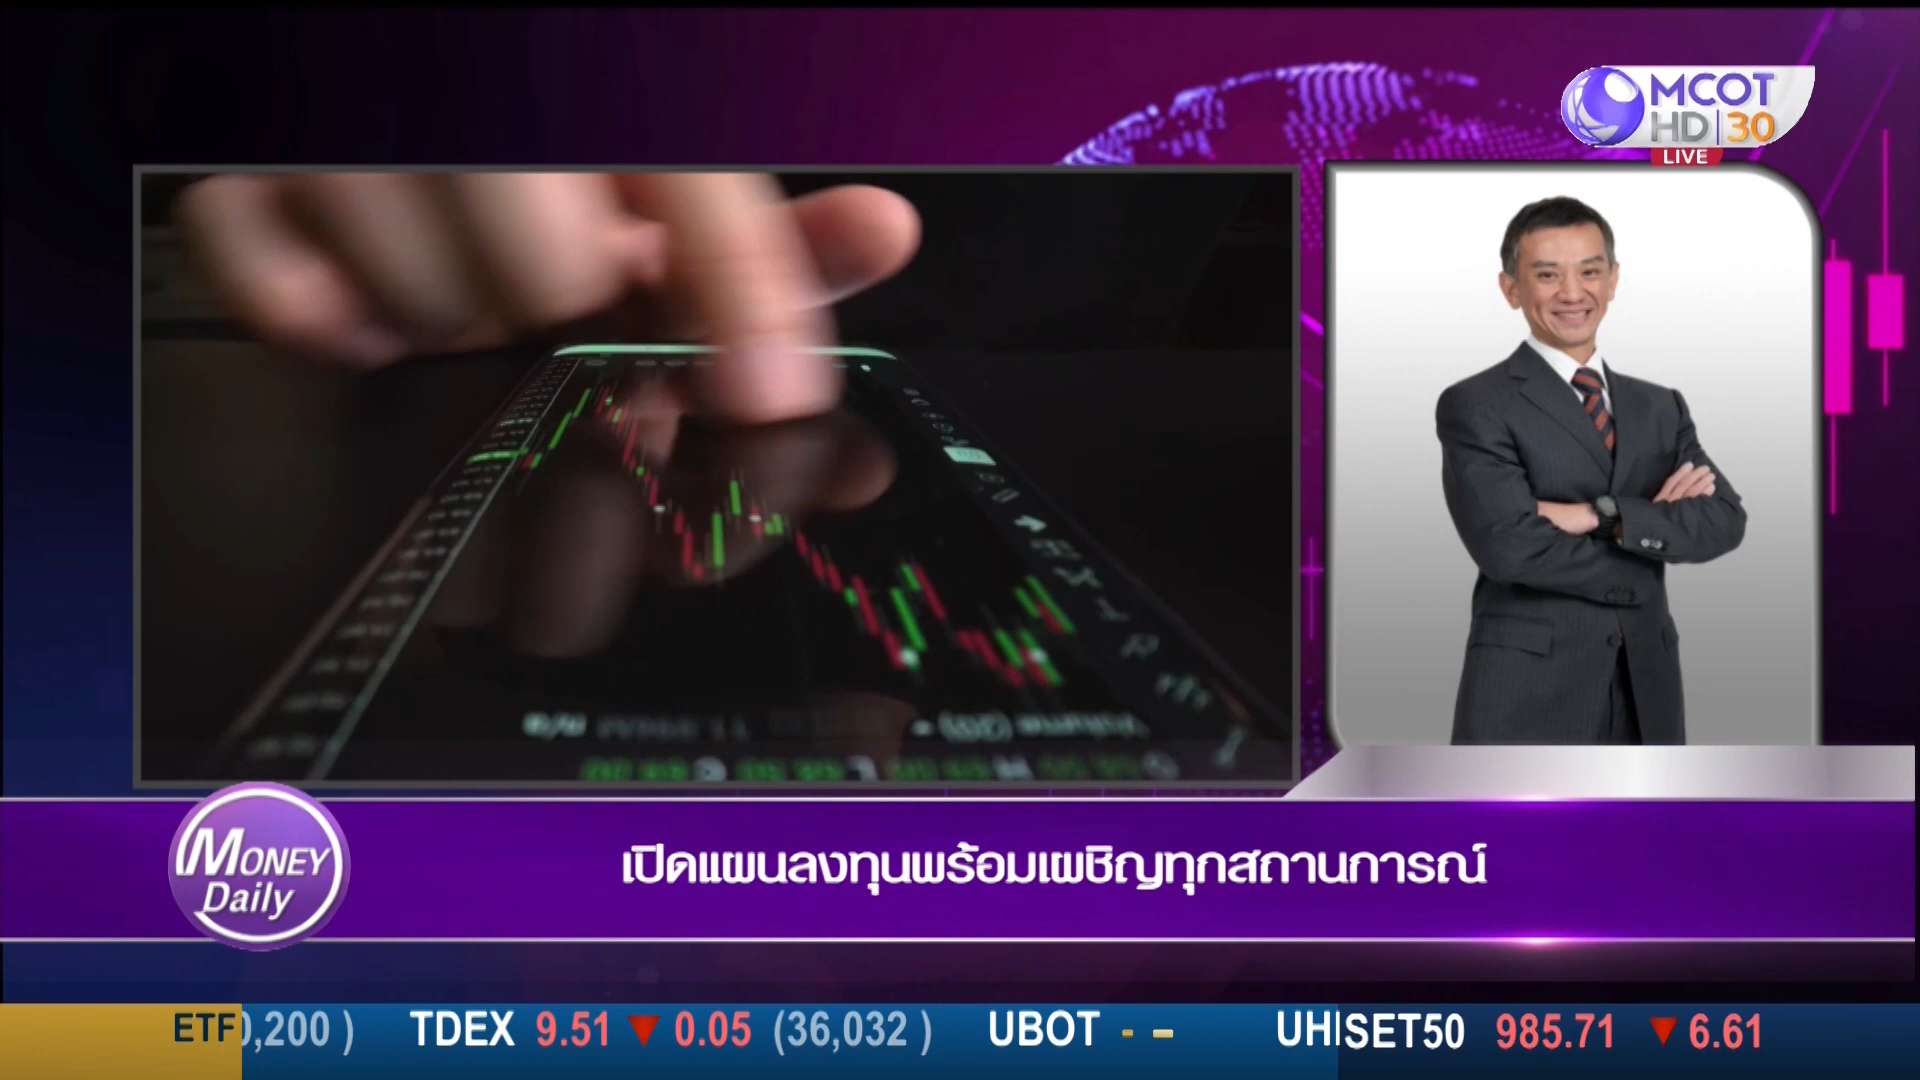 MCOT
HD 30
LIVE
MONEY
Daily
เปิดแผนลงทุนพร้อมเผชิญทุกสถานการณ์
ETF ,200 ) TDEX 9.51 ▼ 0.05 (36,032 ) UBOT - - SET50 985.71 ▼ 6.61